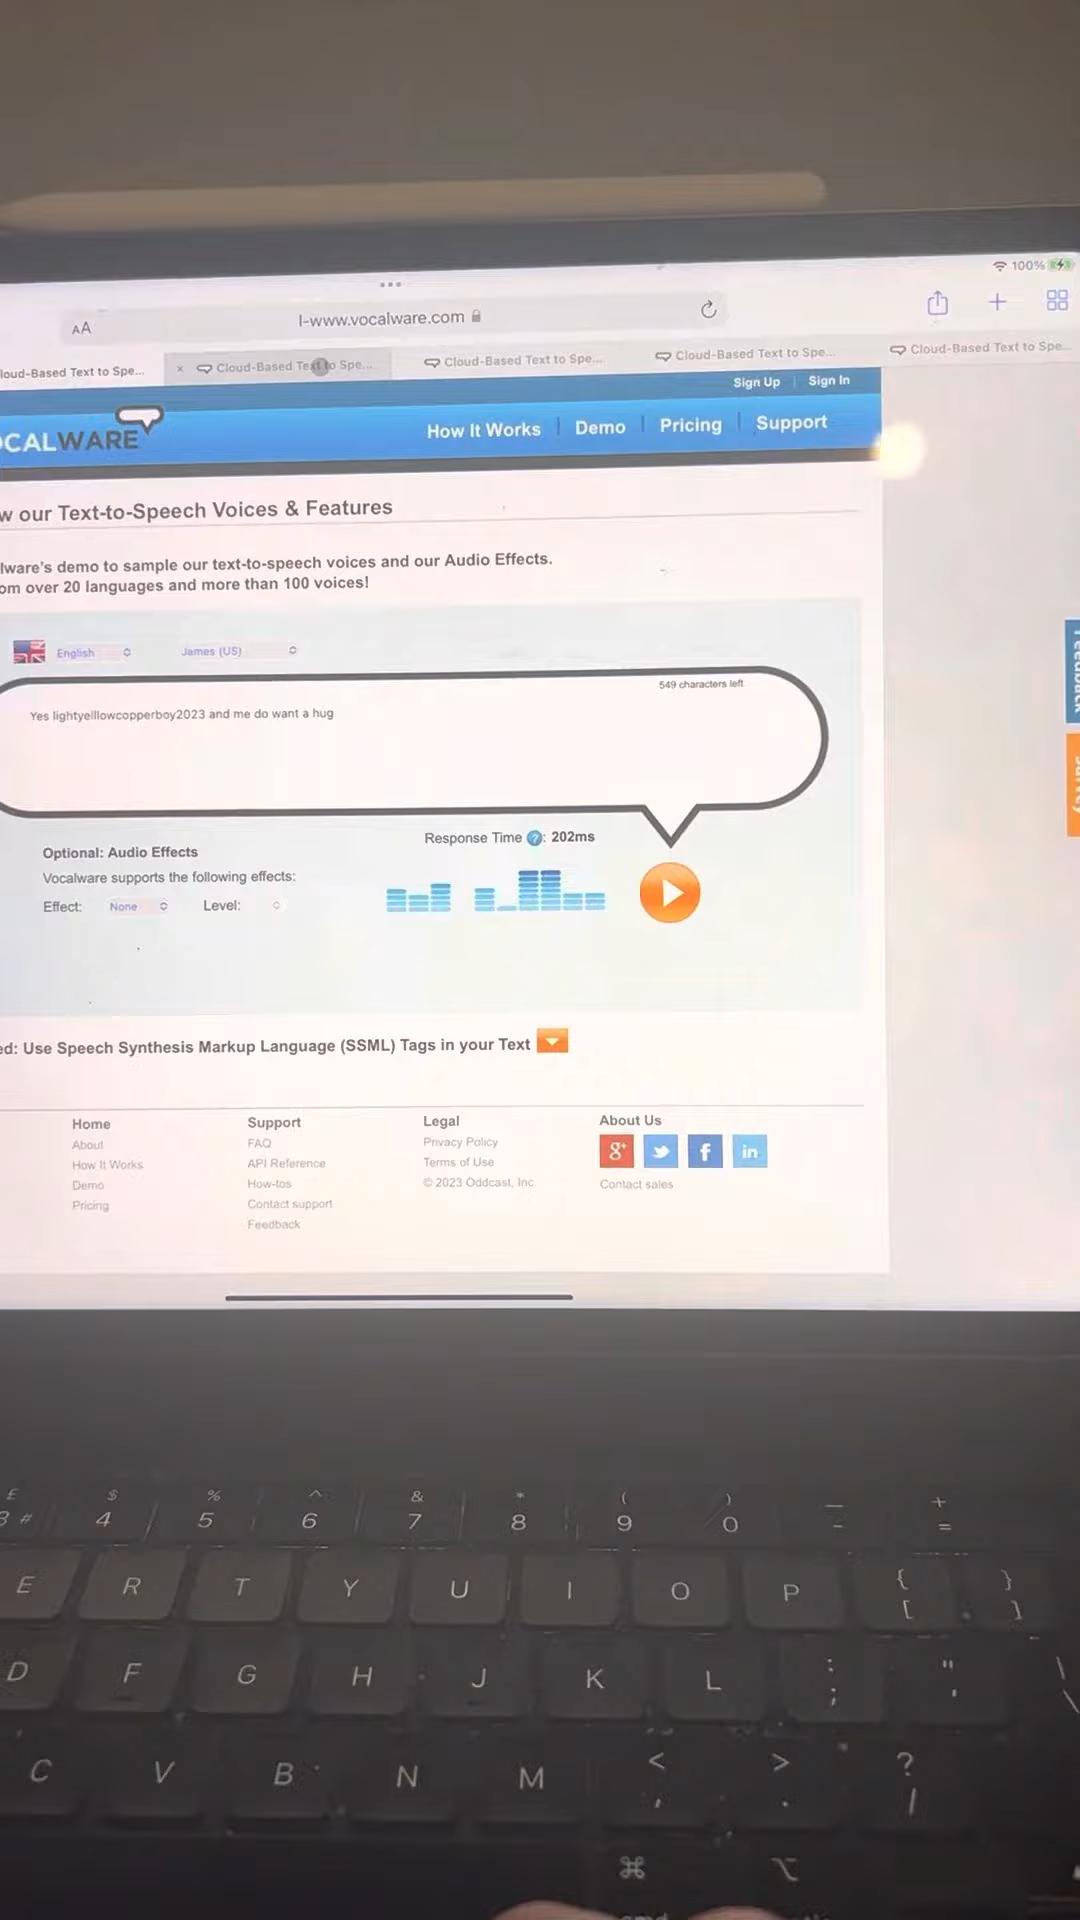 100%
AA
l-www.vocalware.com
loud-Based Text to Spe...
× Cloud-Based Text to Spe...
Cloud-Based Text to Spe...
Cloud-Based Text to Spe...
Cloud-Based Text to Spe...
Sign Up | Sign In
OCALWARE
How It Works | Demo | Pricing | Support
w our Text-to-Speech Voices & Features
lware's demo to sample our text-to-speech voices and our Audio Effects.
om over 20 languages and more than 100 voices!
English
James (US)
549 characters left
Yes lightyelllowcopperboy2023 and me do want a hug
Feedback
Response Time ?: 202ms
Optional: Audio Effects
Vocalware supports the following effects:
Effect: None Level:
ed: Use Speech Synthesis Markup Language (SSML) Tags in your Text
Home
About
How It Works
Demo
Pricing
Support
FAQ
API Reference
How-tos
Contact support
Feedback
Legal
Privacy Policy
Terms of Use
© 2023 Oddcast, Inc
About Us
g+ f in
Contact sales
£ $ % ^ & * ( ) — +
3 # 4 5 6 7 8 9 0 - =
E R T Y U I O P { [ } ]
D F G H J K L : ; " ' | \
C V B N M < , > . ? /
⌘ ⌥
cmd